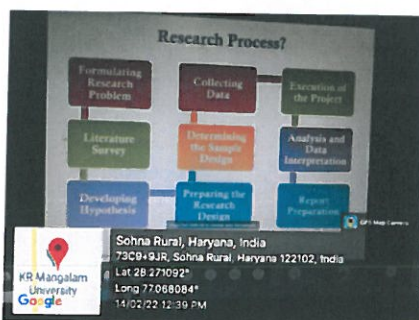 Research Process?
Formulating
Research
Problem
Literature
Survey
Developing
Hypothesis
Collecting
Data
Determining
the Sample
Design
Preparing the
Research
Design
Execution of
the Project
Analysis and
Data
Interpretation
Report
Preparation
GPS Map Camera
KR Mangalam
University
Google
Sohna Rural, Haryana, India
73C9+9JR, Sohna Rural, Haryana 122102, India
Lat 28.271092°
Long 77.068084°
14/02/22 12:39 PM